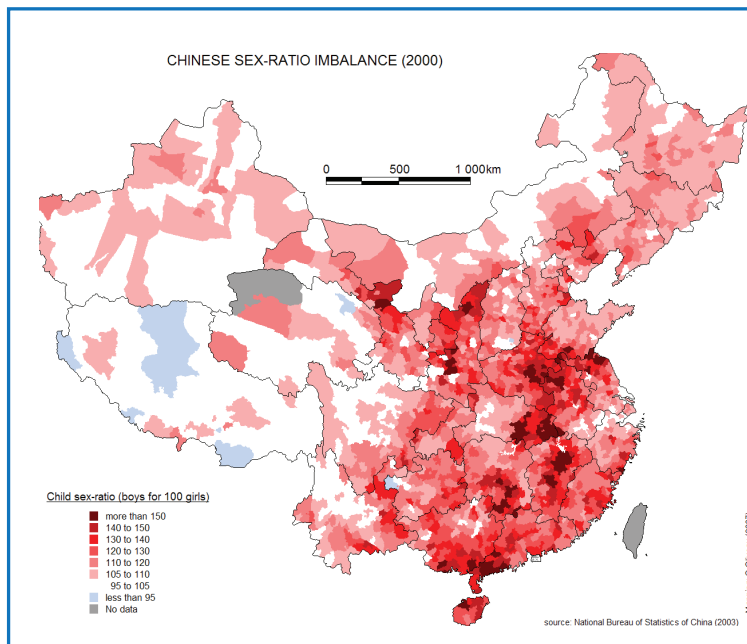 CHINESE SEX-RATIO IMBALANCE (2000)
0 500 1 000km
Child sex-ratio (boys for 100 girls)
more than 150
140 to 150
130 to 140
120 to 130
110 to 120
105 to 110
95 to 105
less than 95
No data
source: National Bureau of Statistics of China (2003)